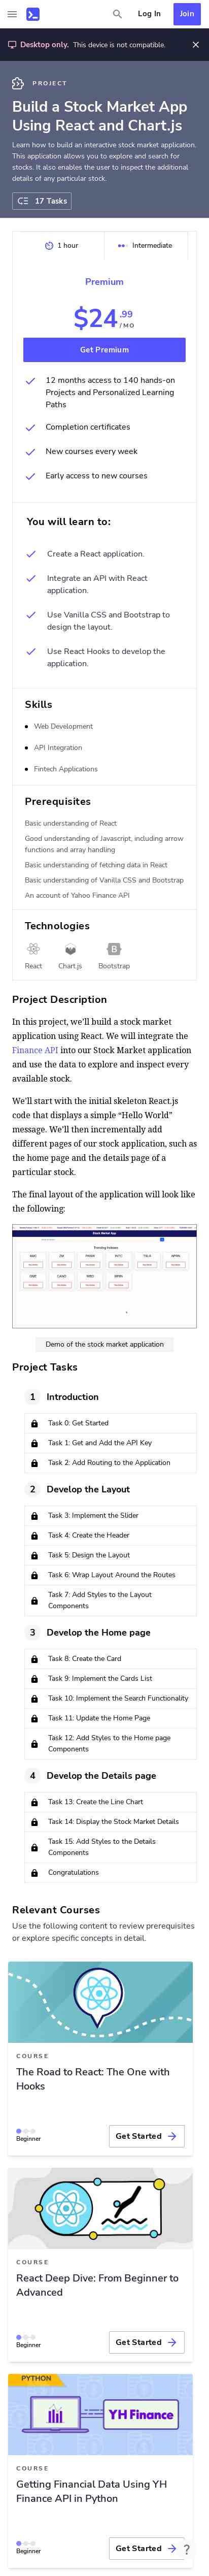 Log In
Join
Desktop only. This device is not compatible.
PROJECT
Build a Stock Market App
Using React and Chart.js
Learn how to build an interactive stock market application.
This application allows you to explore and search for
stocks. It also enables the user to inspect the additional
details of any particular stock.
17 Tasks
1 hour
Intermediate
Premium
$24.99
/MO
Get Premium
12 months access to 140 hands-on
Projects and Personalized Learning
Paths
Completion certificates
New courses every week
Early access to new courses
You will learn to:
Create a React application.
Integrate an API with React
application.
Use Vanilla CSS and Bootstrap to
design the layout.
Use React Hooks to develop the
application.
Skills
Web Development
API Integration
Fintech Applications
Prerequisites
Basic understanding of React
Good understanding of Javascript, including arrow
functions and array handling
Basic understanding of fetching data in React
Basic understanding of Vanilla CSS and Bootstrap
An account of Yahoo Finance API
Technologies
React
Chart.js
B
Bootstrap
Project Description
In this project, we’ll build a stock market
application using React. We will integrate the
Finance API into our Stock Market application
and use the data to explore and inspect every
available stock.
We’ll start with the initial skeleton React.js
code that displays a simple “Hello World”
message. We’ll then incrementally add
different pages of our stock application, such as
the home page and the details page of a
particular stock.
The final layout of the application will look like
the following:
Stock Market App
Trending Indexes
Demo of the stock market application
Project Tasks
1
Introduction
Task 0: Get Started
Task 1: Get and Add the API Key
Task 2: Add Routing to the Application
2
Develop the Layout
Task 3: Implement the Slider
Task 4: Create the Header
Task 5: Design the Layout
Task 6: Wrap Layout Around the Routes
Task 7: Add Styles to the Layout
Components
3
Develop the Home page
Task 8: Create the Card
Task 9: Implement the Cards List
Task 10: Implement the Search Functionality
Task 11: Update the Home Page
Task 12: Add Styles to the Home page
Components
4
Develop the Details page
Task 13: Create the Line Chart
Task 14: Display the Stock Market Details
Task 15: Add Styles to the Details
Components
Congratulations
Relevant Courses
Use the following content to review prerequisites
or explore specific concepts in detail.
COURSE
The Road to React: The One with
Hooks
Beginner
Get Started
COURSE
React Deep Dive: From Beginner to
Advanced
Beginner
Get Started
PYTHON
YH Finance
COURSE
Getting Financial Data Using YH
Finance API in Python
Beginner
Get Started
?